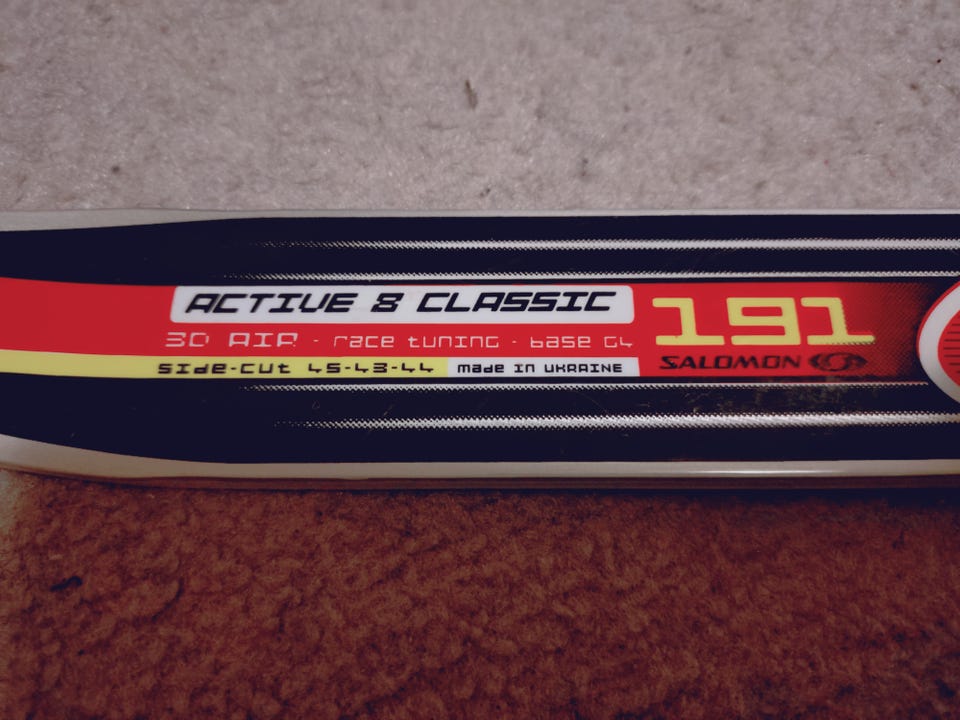 ACTIVE 8 CLASSIC
191
3D AIR - race tuning - base G4
SALOMON
side-cut 45-43-44
made in UKRAINE